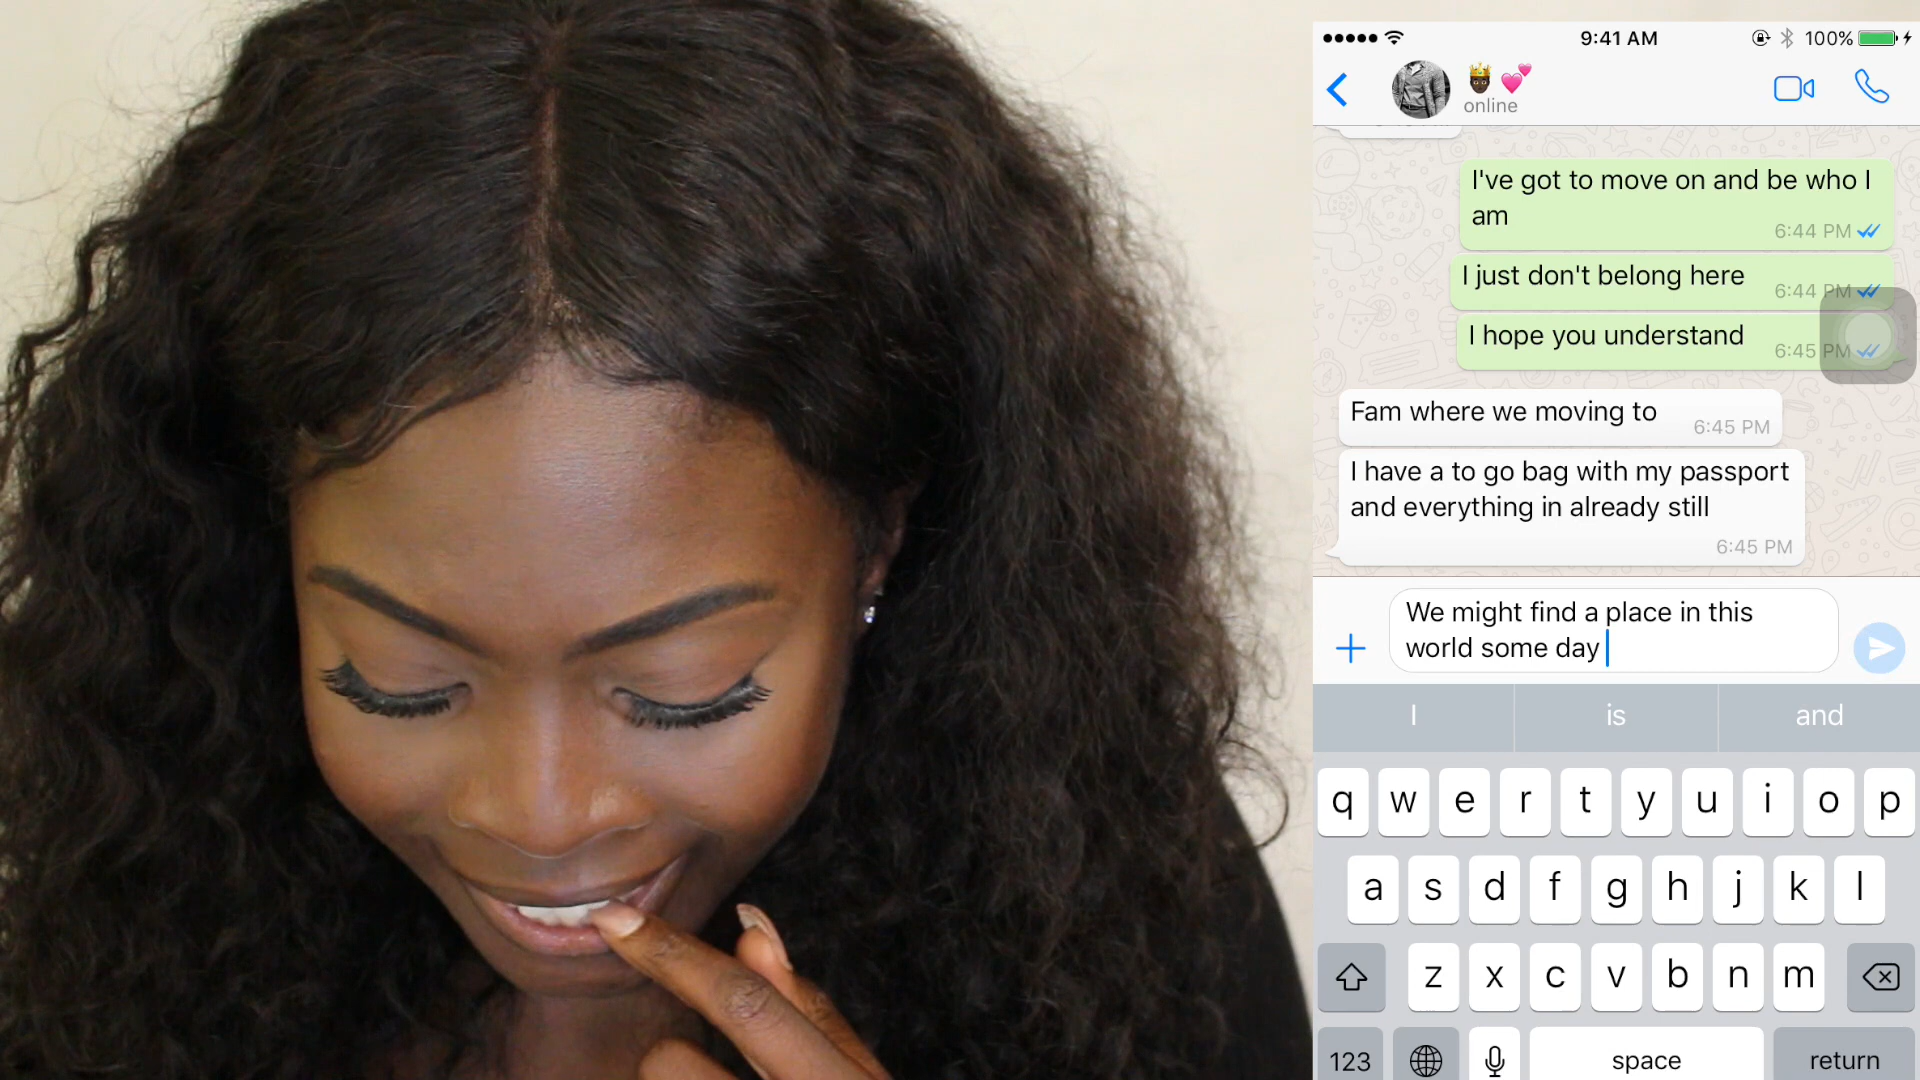 9:41 AM
100%
online
I've got to move on and be who I
am
6:44 PM
I just don't belong here
6:44 PM
I hope you understand
6:45 PM
Fam where we moving to
6:45 PM
I have a to go bag with my passport
and everything in already still
6:45 PM
We might find a place in this
world some day
I is and
q w e r t y u i o p
a s d f g h j k l
z x c v b n m
123 space return